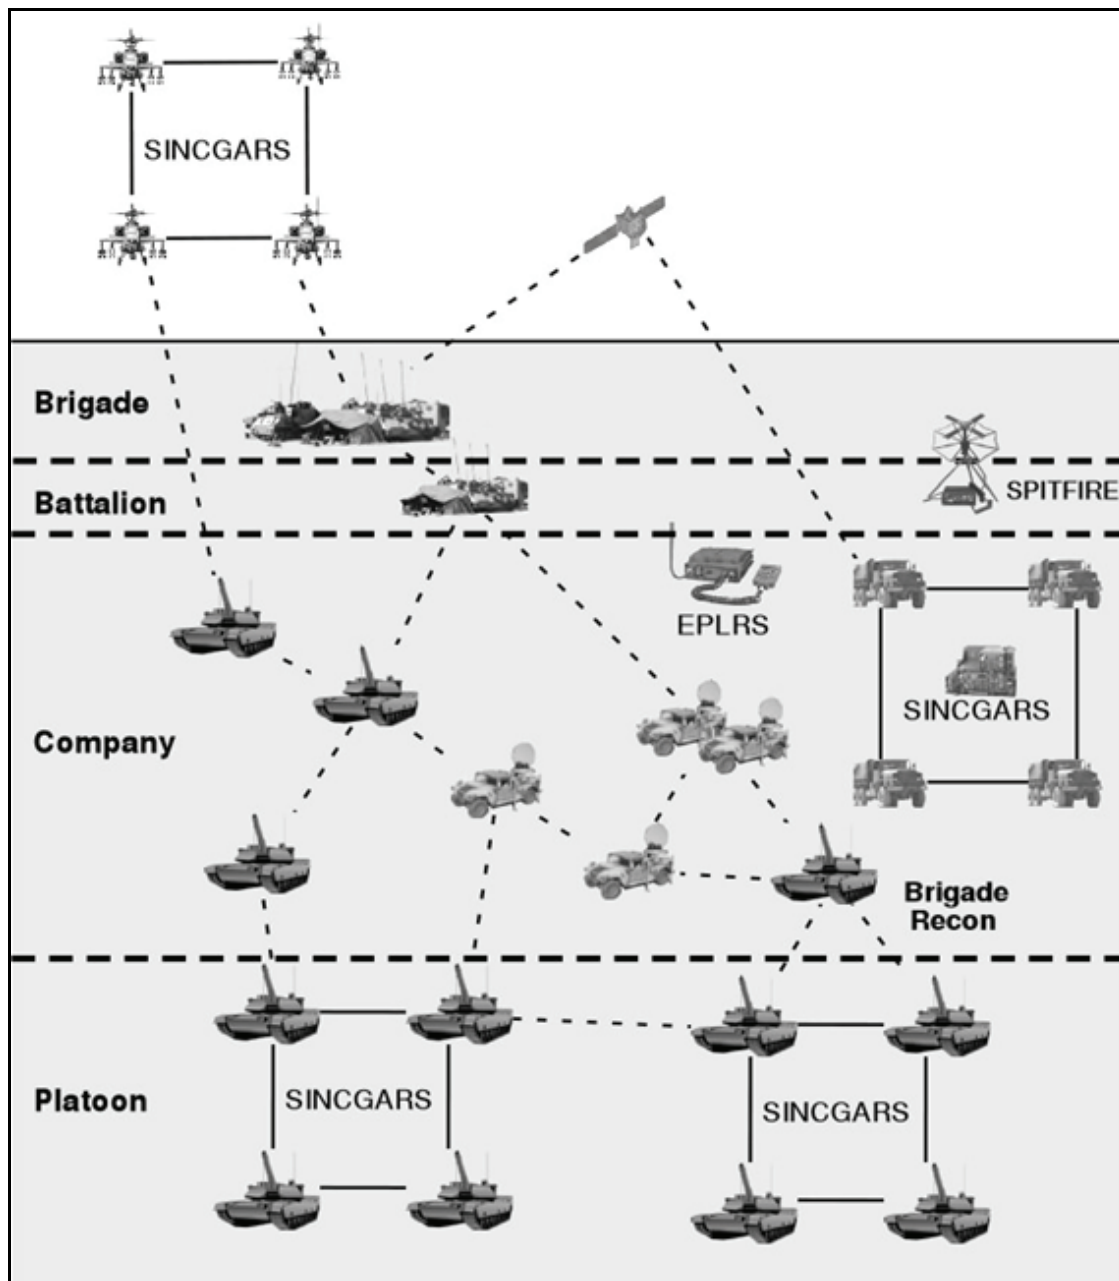 SINCGARS
Brigade
Battalion
SPITFIRE
EPLRS
SINCGARS
Company
Brigade
Recon
Platoon
SINCGARS
SINCGARS